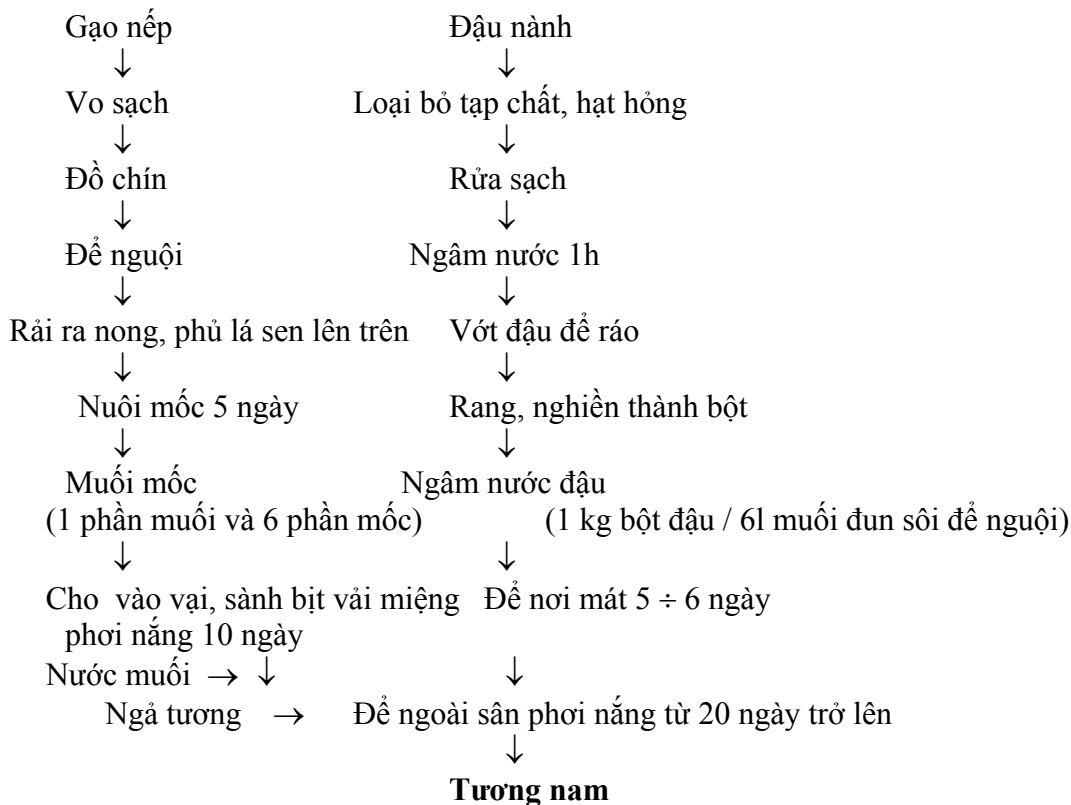 Gạo nếp Đậu nành
↓ ↓
Vo sạch Loại bỏ tạp chất, hạt hỏng
↓ ↓
Đồ chín Rửa sạch
↓ ↓
Để nguội Ngâm nước 1h
↓ ↓
Rải ra nong, phủ lá sen lên trên Vớt đậu để ráo
↓ ↓
Nuôi mốc 5 ngày Rang, nghiền thành bột
↓ ↓
Muối mốc Ngâm nước đậu
(1 phần muối và 6 phần mốc) (1 kg bột đậu / 6l muối đun sôi để nguội)
↓ ↓
Cho vào vại, sành bịt vải miệng Để nơi mát 5 ÷ 6 ngày
phơi nắng 10 ngày
Nước muối → ↓ ↓
Ngả tương → Để ngoài sân phơi nắng từ 20 ngày trở lên
↓
Tương nam